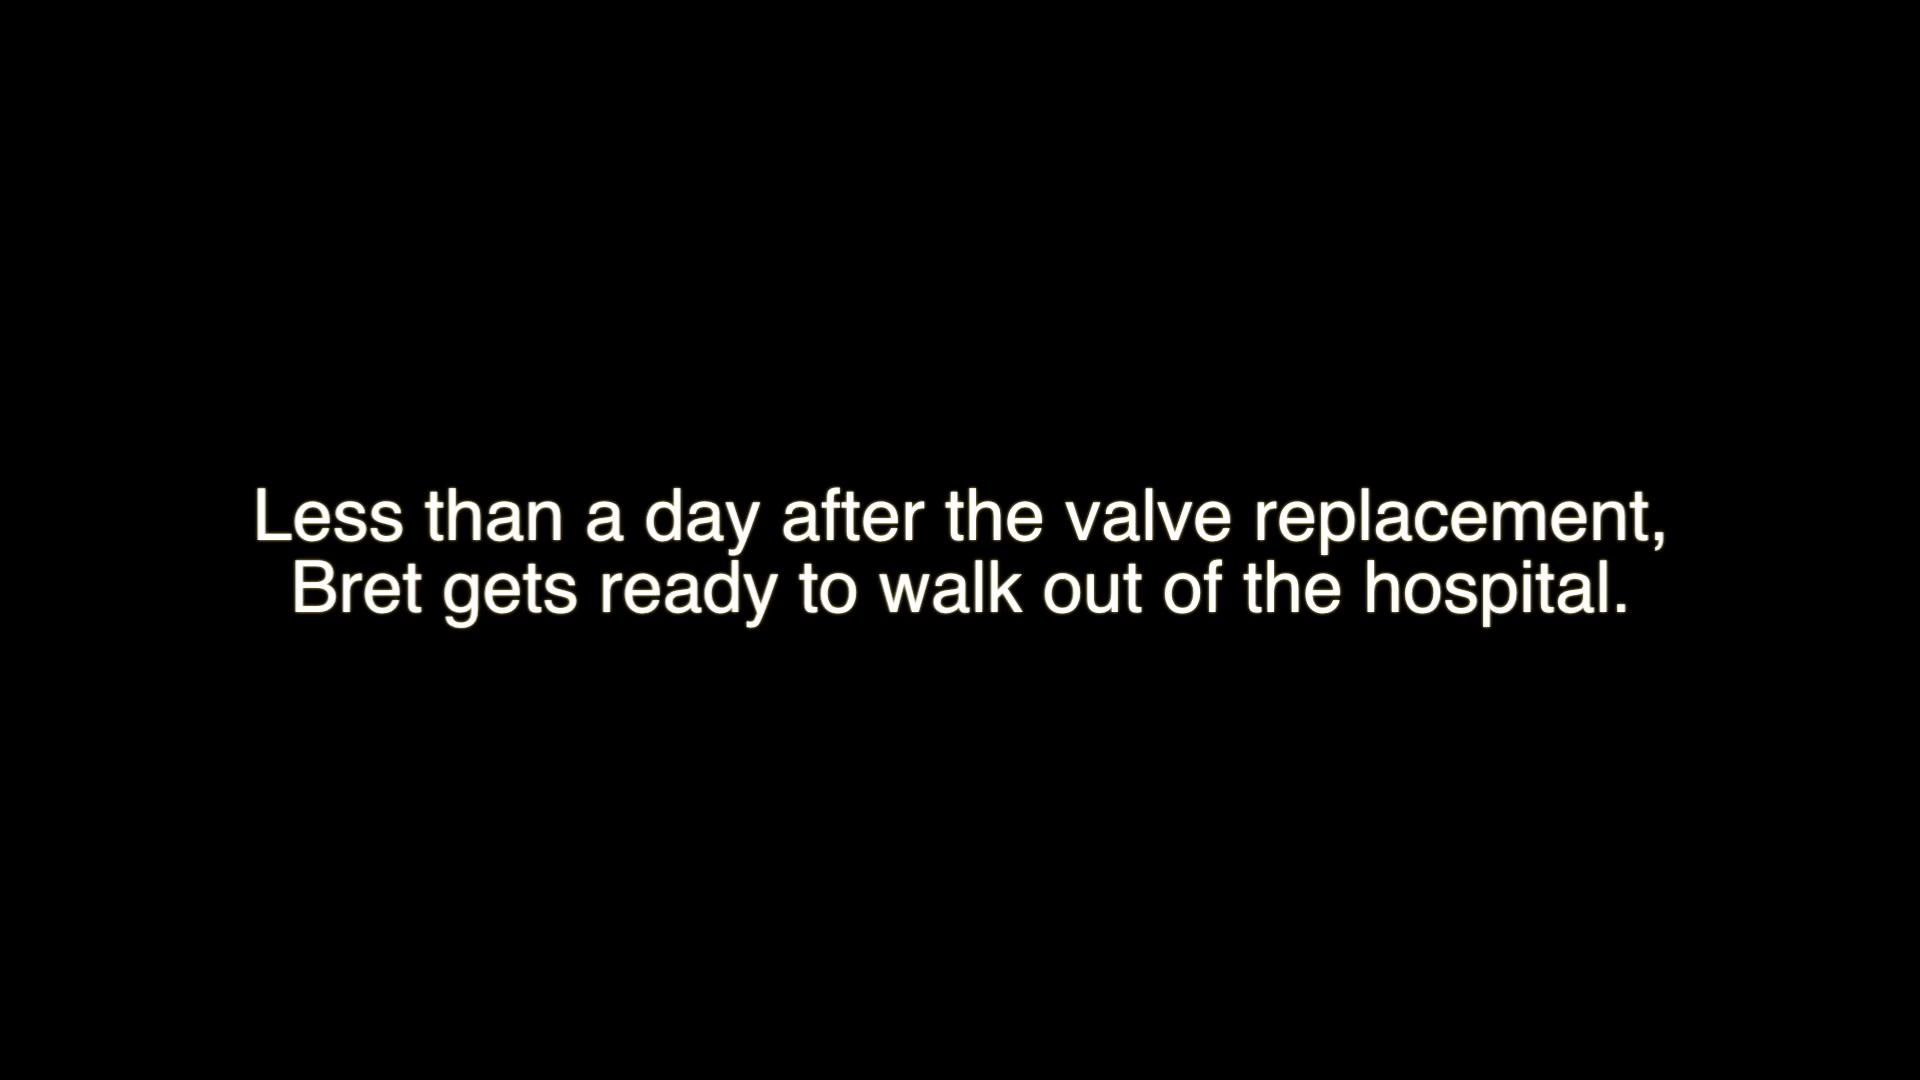 Less than a day after the valve replacement,
Bret gets ready to walk out of the hospital.